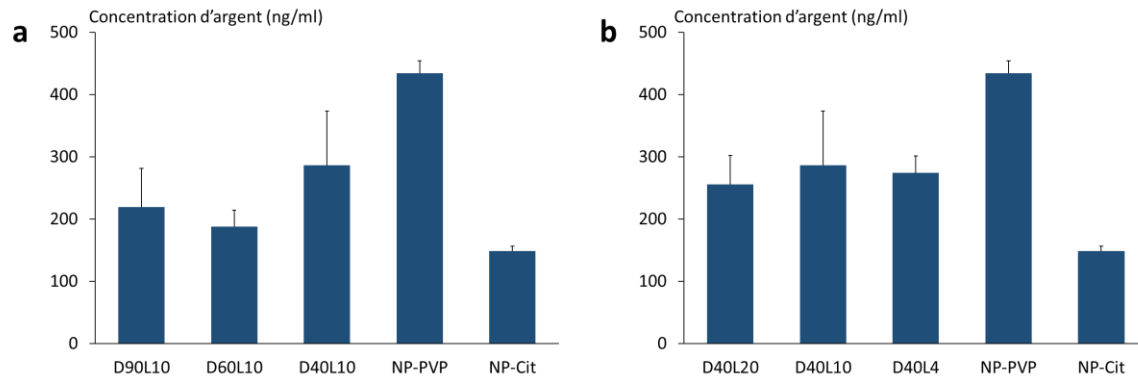 a
Concentration d'argent (ng/ml)
500
400
300
200
100
0
D90L10 D60L10 D40L10 NP-PVP NP-Cit
b
Concentration d'argent (ng/ml)
500
400
300
200
100
0
D40L20 D40L10 D40L4 NP-PVP NP-Cit